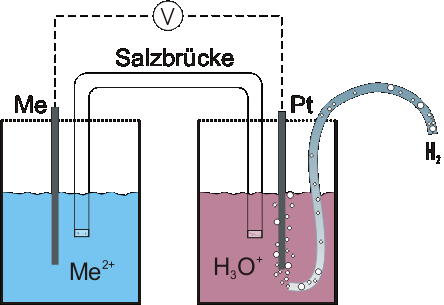 V
Salzbrücke
Me
Pt
H₂
Me²⁺
H₃O⁺